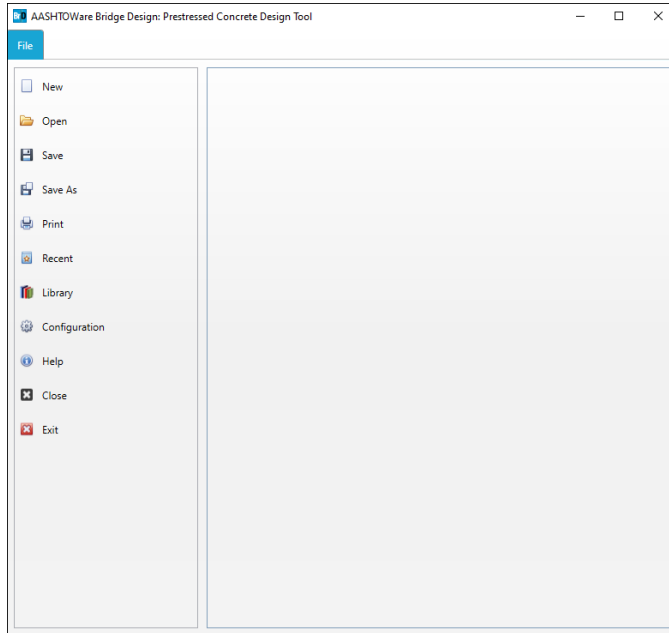 BrD AASHTOWare Bridge Design: Prestressed Concrete Design Tool
File
New
Open
Save
Save As
Print
Recent
Library
Configuration
Help
Close
Exit